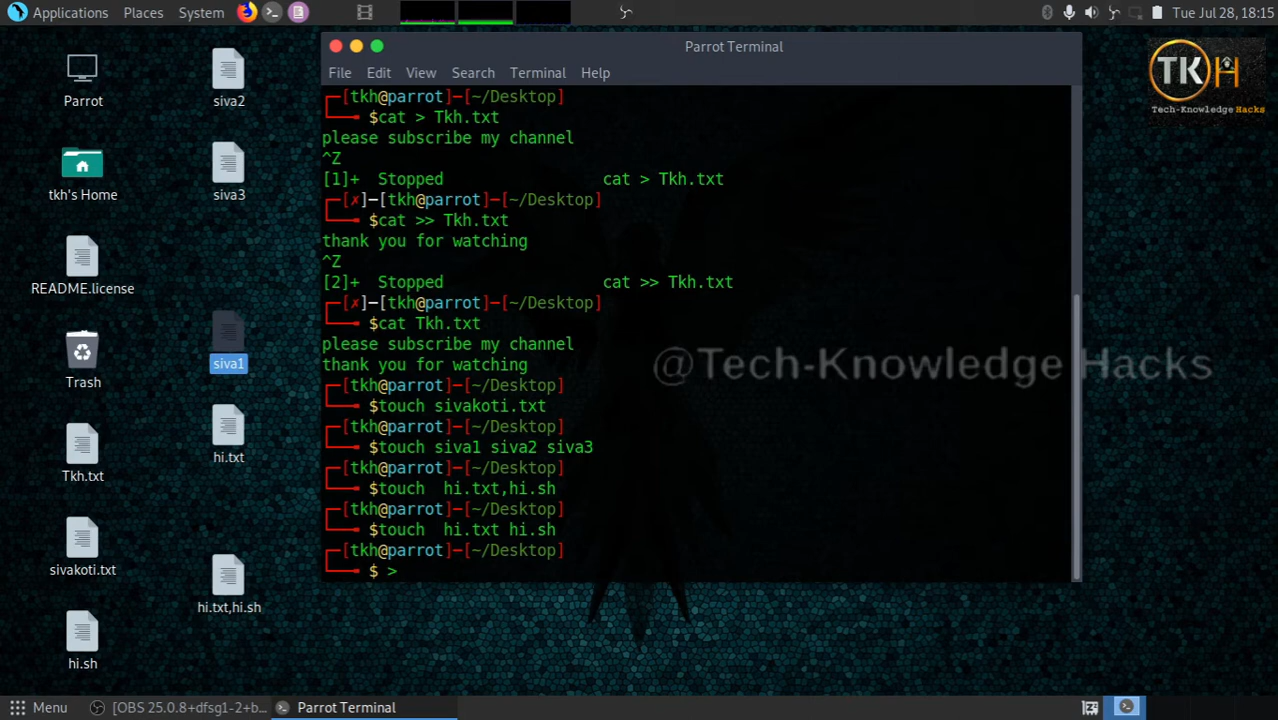 Applications Places System Tue Jul 28, 18:15
Parrot
siva2
tkh's Home
siva3
README.license
siva1
Trash
hi.txt
Tkh.txt
sivakoti.txt
hi.txt,hi.sh
hi.sh
Parrot Terminal
File Edit View Search Terminal Help
┌─[tkh@parrot]─[~/Desktop]
└──╼ $cat > Tkh.txt
please subscribe my channel
^Z
[1]+  Stopped                 cat > Tkh.txt
┌─[✗]─[tkh@parrot]─[~/Desktop]
└──╼ $cat >> Tkh.txt
thank you for watching
^Z
[2]+  Stopped                 cat >> Tkh.txt
┌─[✗]─[tkh@parrot]─[~/Desktop]
└──╼ $cat Tkh.txt
please subscribe my channel
thank you for watching
┌─[tkh@parrot]─[~/Desktop]
└──╼ $touch sivakoti.txt
┌─[tkh@parrot]─[~/Desktop]
└──╼ $touch siva1 siva2 siva3
┌─[tkh@parrot]─[~/Desktop]
└──╼ $touch  hi.txt,hi.sh
┌─[tkh@parrot]─[~/Desktop]
└──╼ $touch  hi.txt hi.sh
┌─[tkh@parrot]─[~/Desktop]
└──╼ $ >
TKH
Tech-Knowledge Hacks
@Tech-Knowledge Hacks
Menu [OBS 25.0.8+dfsg1-2+b... Parrot Terminal